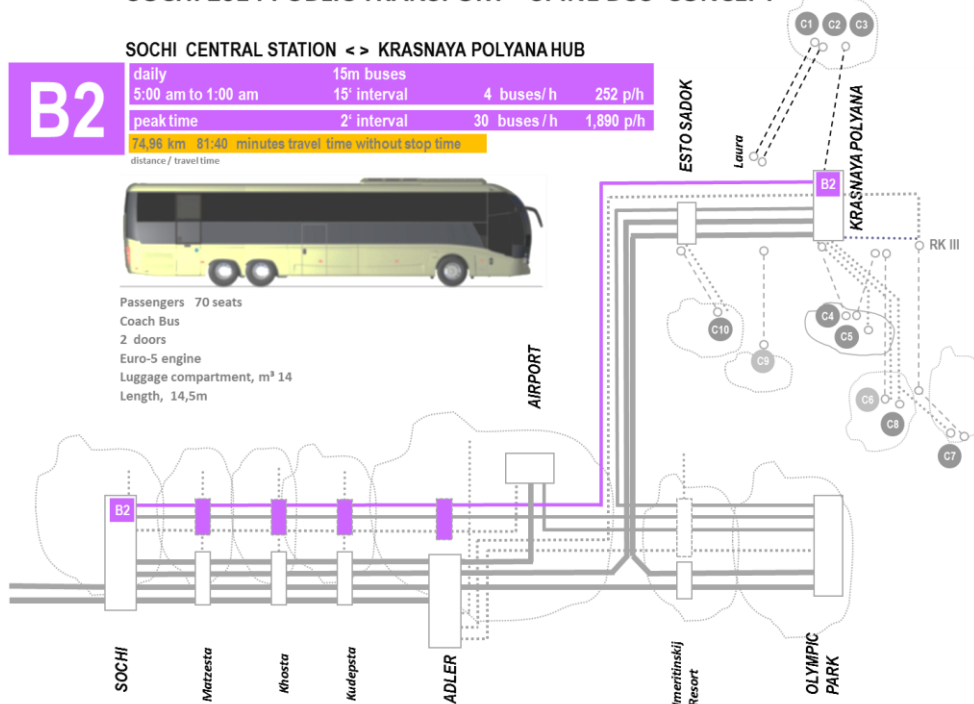 SOCHI CENTRAL STATION <> KRASNAYA POLYANA HUB
B2
daily 15m buses
5:00 am to 1:00 am 15' interval 4 buses/h 252 p/h
peak time 2' interval 30 buses/h 1,890 p/h
74,96 km 81:40 minutes travel time without stop time
distance / travel time
Passengers 70 seats
Coach Bus
2 doors
Euro-5 engine
Luggage compartment, m³ 14
Length, 14,5m
C1 C2 C3
ESTO SADOK
Laura
KRASNAYA POLYANA
B2
RK III
C10
C9
C4
C5
C6
C8
C7
AIRPORT
B2
SOCHI
Matzesta
Khosta
Kudepsta
ADLER
Imeritinskij
Resort
OLYMPIC
PARK